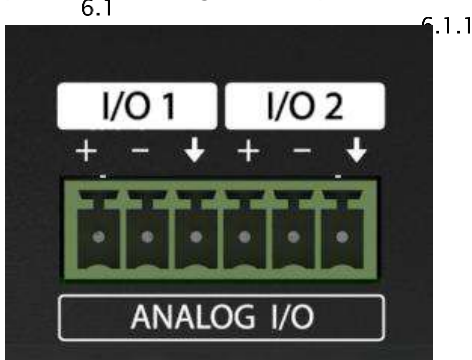 6.1
6.1.1
I/O 1 I/O 2
+ − ↓ + − ↓
ANALOG I/O